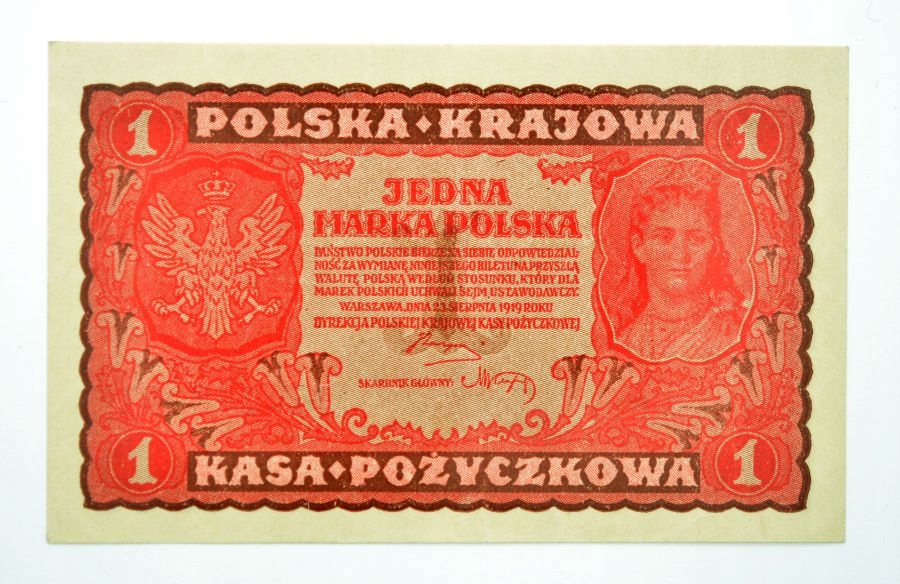 1 POLSKA ◆ KRAJOWA 1
JEDNA
MARKA POLSKA
PAŃSTWO POLSKIE BIERZE NA SIEBIE ODPOWIEDZIAL
NOŚĆ ZA WYMIANĘ NINIEJSZEGO BILETU NA PRZYSZŁĄ
WALUTĘ POLSKĄ WEDŁUG STOSUNKU, KTÓRY DLA
MAREK POLSKICH UCHWALI SEJM USTAWODAWCZY.
WARSZAWA, DNIA 23 SIERPNIA 1919 ROKU
DYREKCJA POLSKIEJ KRAJOWEJ KASY POŻYCZKOWEJ
SKARBNIK GŁÓWNY:
1 KASA ◆ POŻYCZKOWA 1